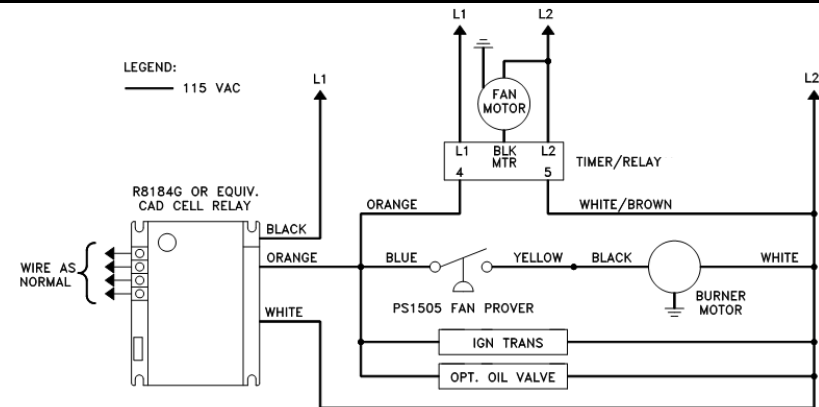 L1
L2
LEGEND:
115 VAC
L1
FAN
MOTOR
L2
L1
BLK
MTR
L2
4
5
TIMER/RELAY
R8184G OR EQUIV.
CAD CELL RELAY
ORANGE
WHITE/BROWN
BLACK
ORANGE
BLUE
YELLOW
BLACK
WHITE
WIRE AS
NORMAL
PS1505 FAN PROVER
BURNER
MOTOR
WHITE
IGN TRANS
OPT. OIL VALVE